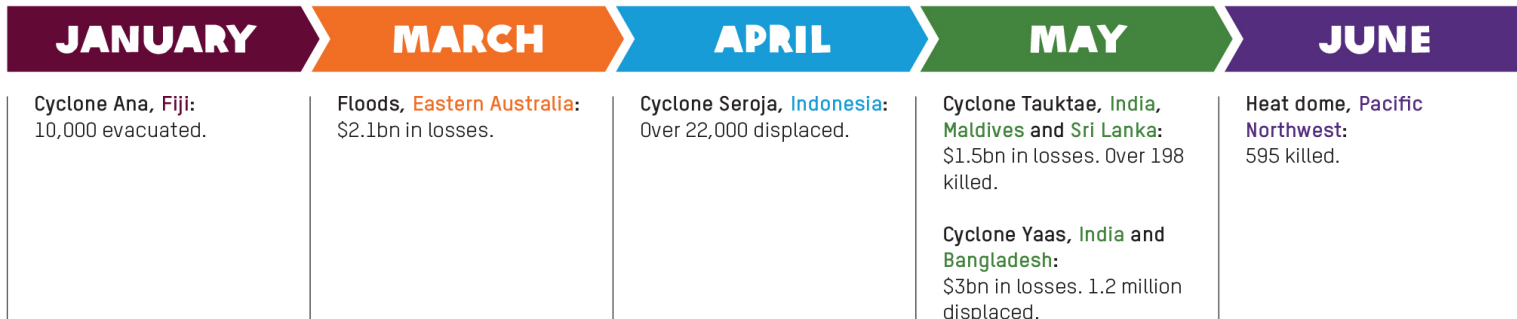 JANUARY
MARCH
APRIL
MAY
JUNE
Cyclone Ana, Fiji:
10,000 evacuated.
Floods, Eastern Australia:
$2.1bn in losses.
Cyclone Seroja, Indonesia:
Over 22,000 displaced.
Cyclone Tauktae, India,
Maldives and Sri Lanka:
$1.5bn in losses. Over 198
killed.
Cyclone Yaas, India and
Bangladesh:
$3bn in losses. 1.2 million
displaced.
Heat dome, Pacific
Northwest:
595 killed.